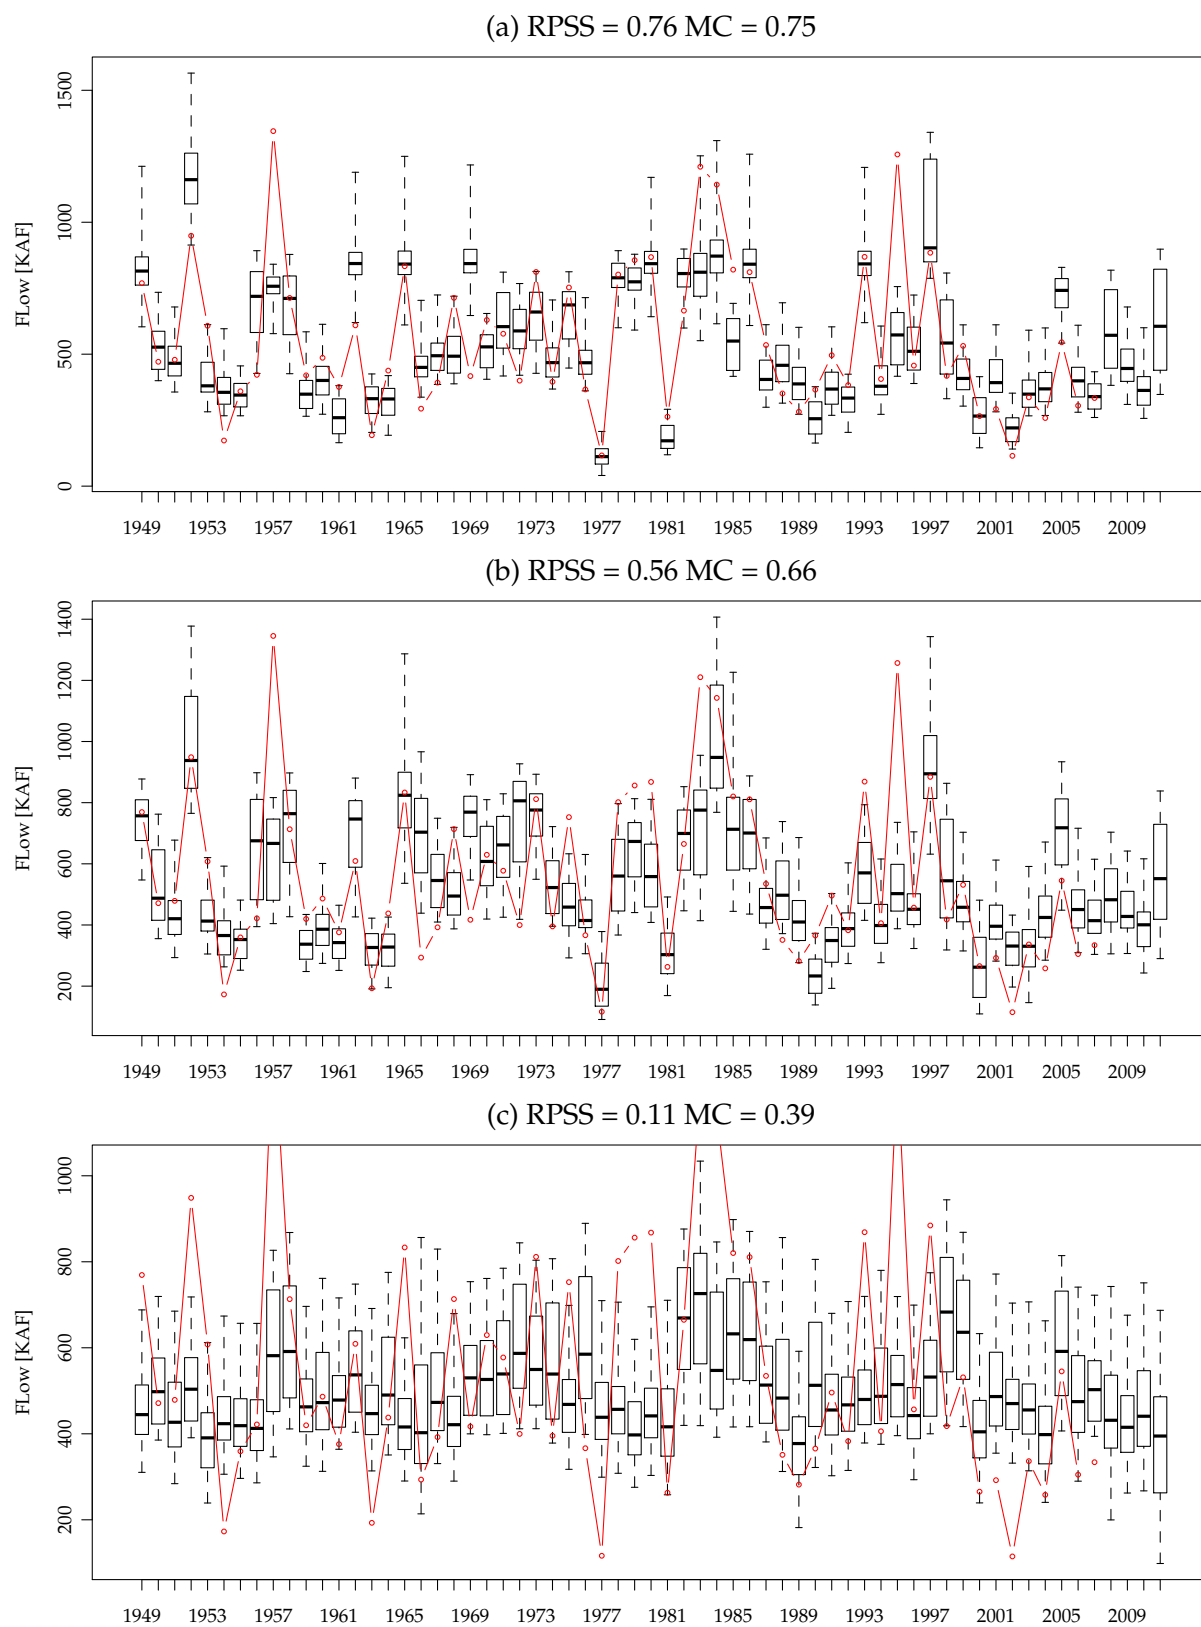 (a) RPSS = 0.76 MC = 0.75
FLow [KAF]
1500
1000
500
0
1949 1953 1957 1961 1965 1969 1973 1977 1981 1985 1989 1993 1997 2001 2005 2009
(b) RPSS = 0.56 MC = 0.66
FLow [KAF]
1400
1200
1000
800
600
400
200
1949 1953 1957 1961 1965 1969 1973 1977 1981 1985 1989 1993 1997 2001 2005 2009
(c) RPSS = 0.11 MC = 0.39
FLow [KAF]
1000
800
600
400
200
1949 1953 1957 1961 1965 1969 1973 1977 1981 1985 1989 1993 1997 2001 2005 2009